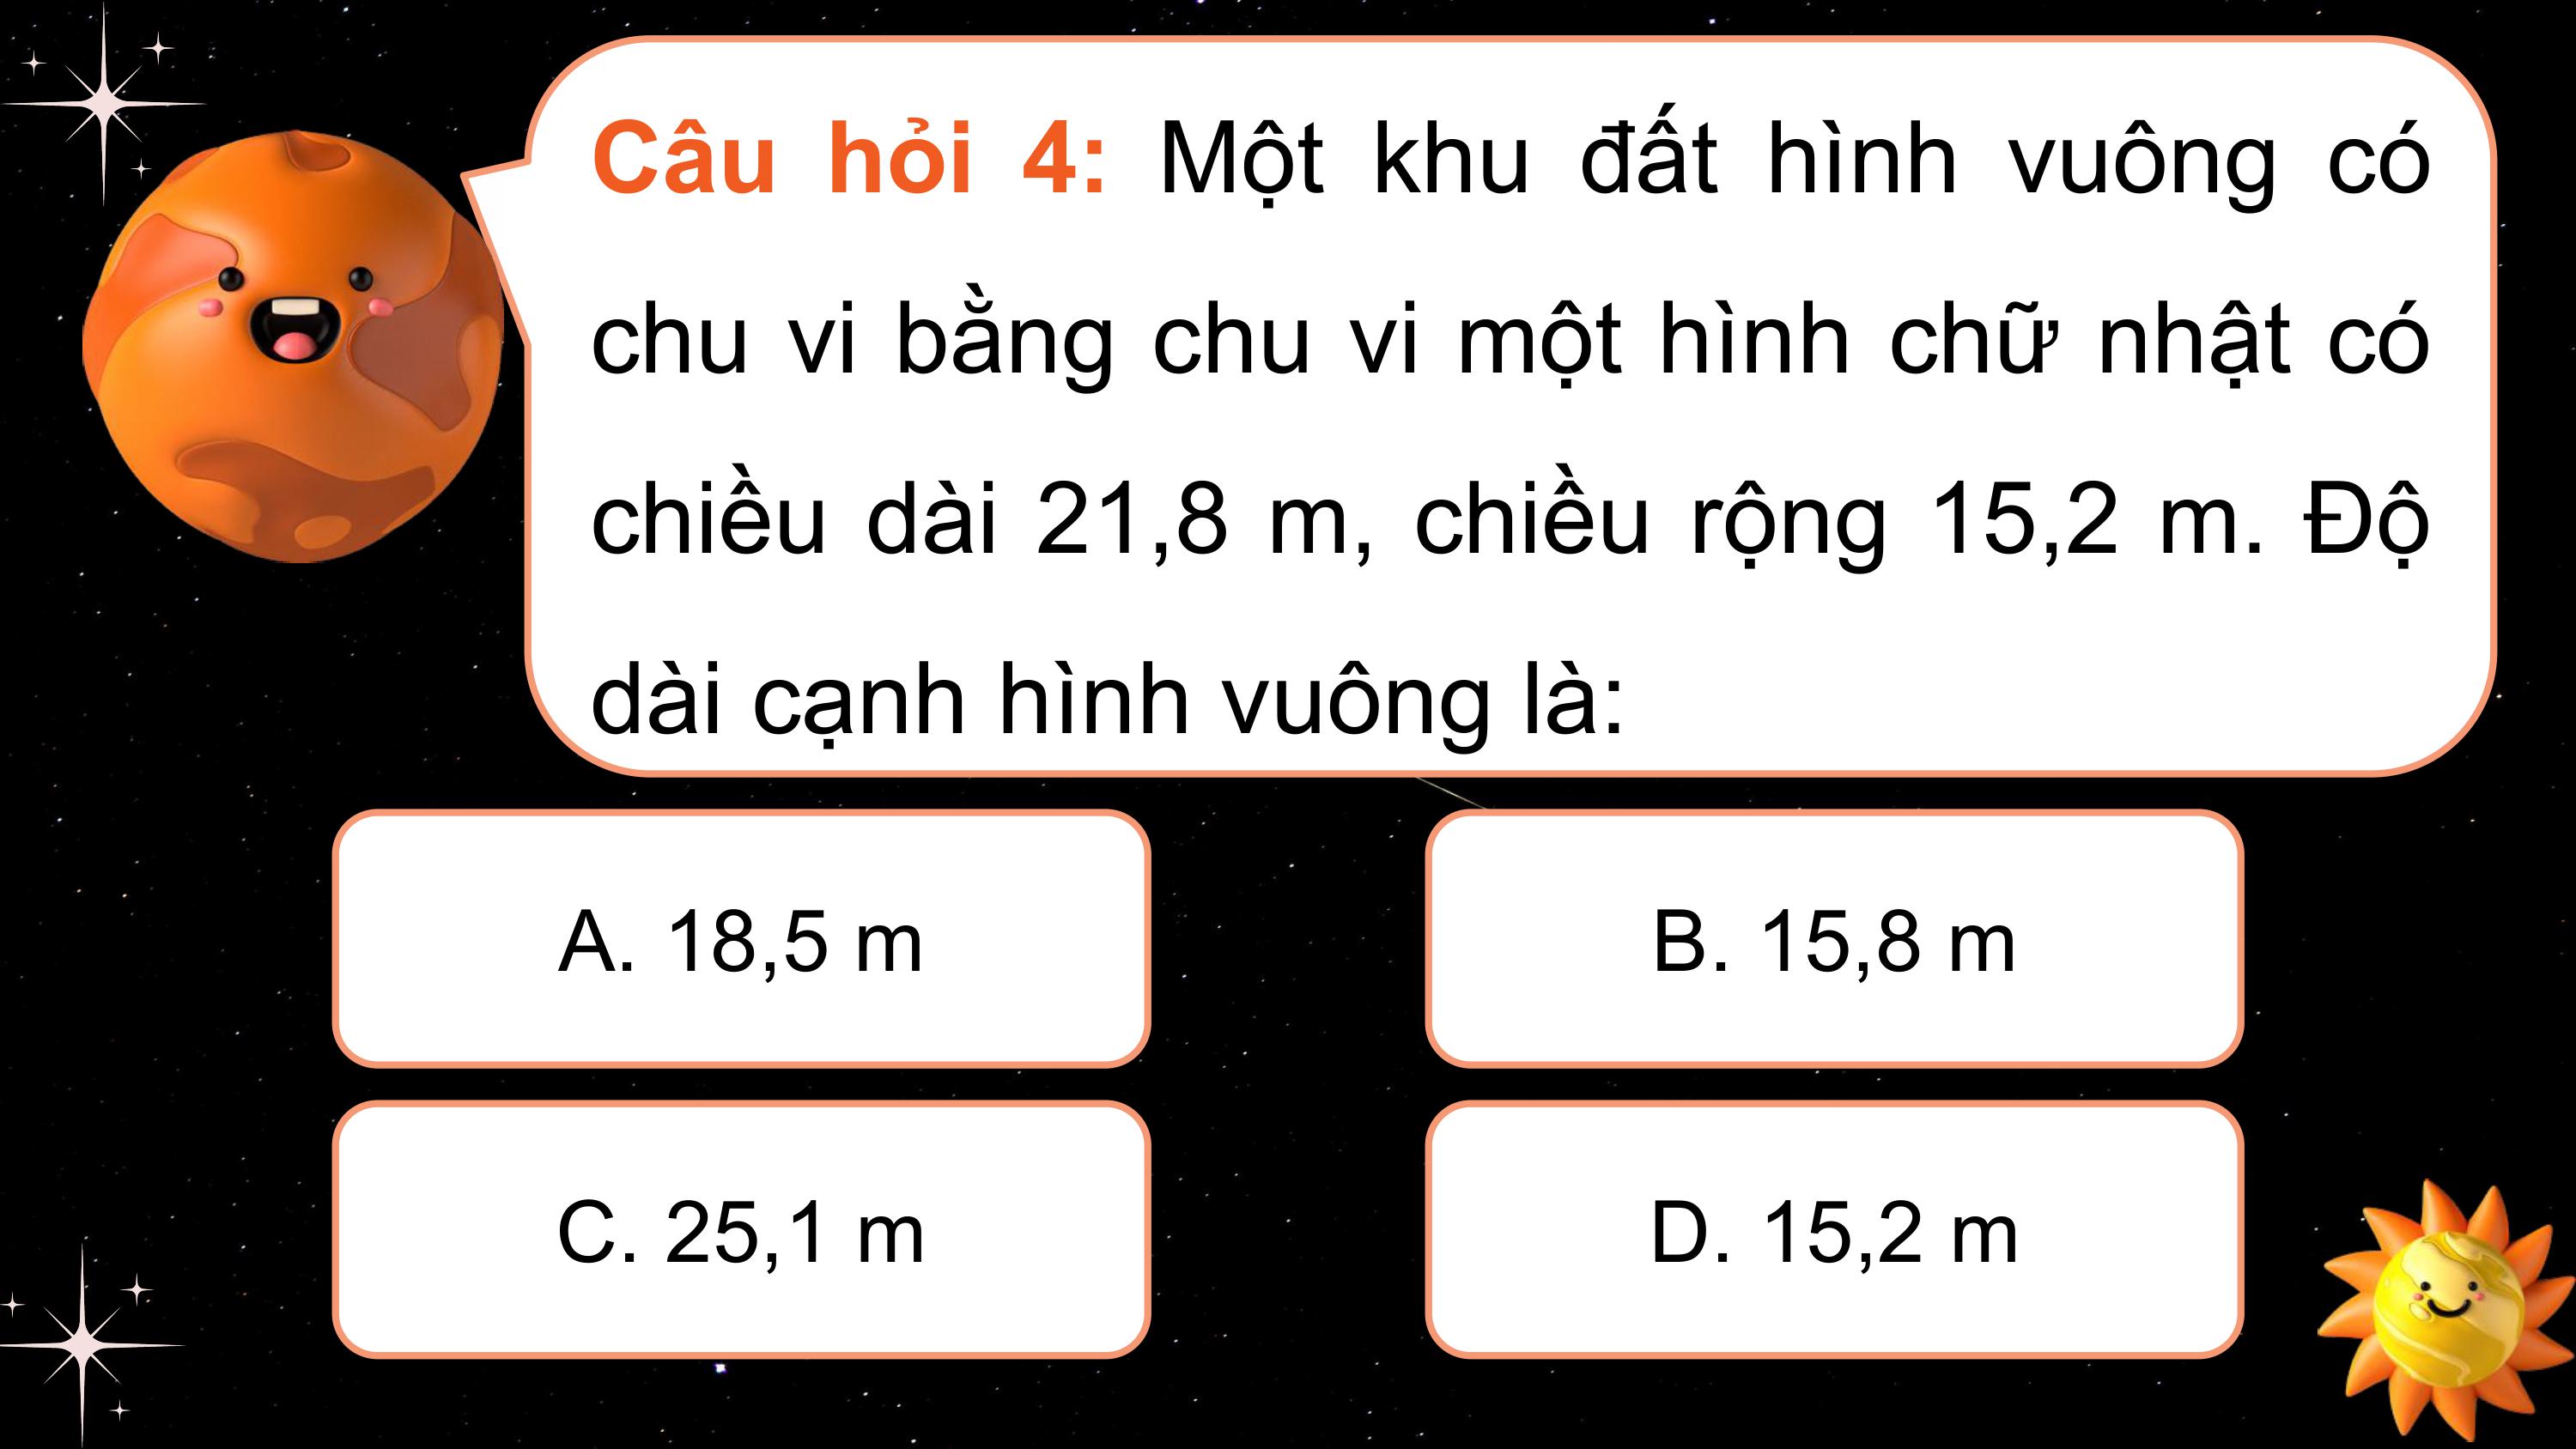 Câu hỏi 4: Một khu đất hình vuông có
chu vi bằng chu vi một hình chữ nhật có
chiều dài 21,8 m, chiều rộng 15,2 m. Độ
dài cạnh hình vuông là:
A. 18,5 m
B. 15,8 m
C. 25,1 m
D. 15,2 m